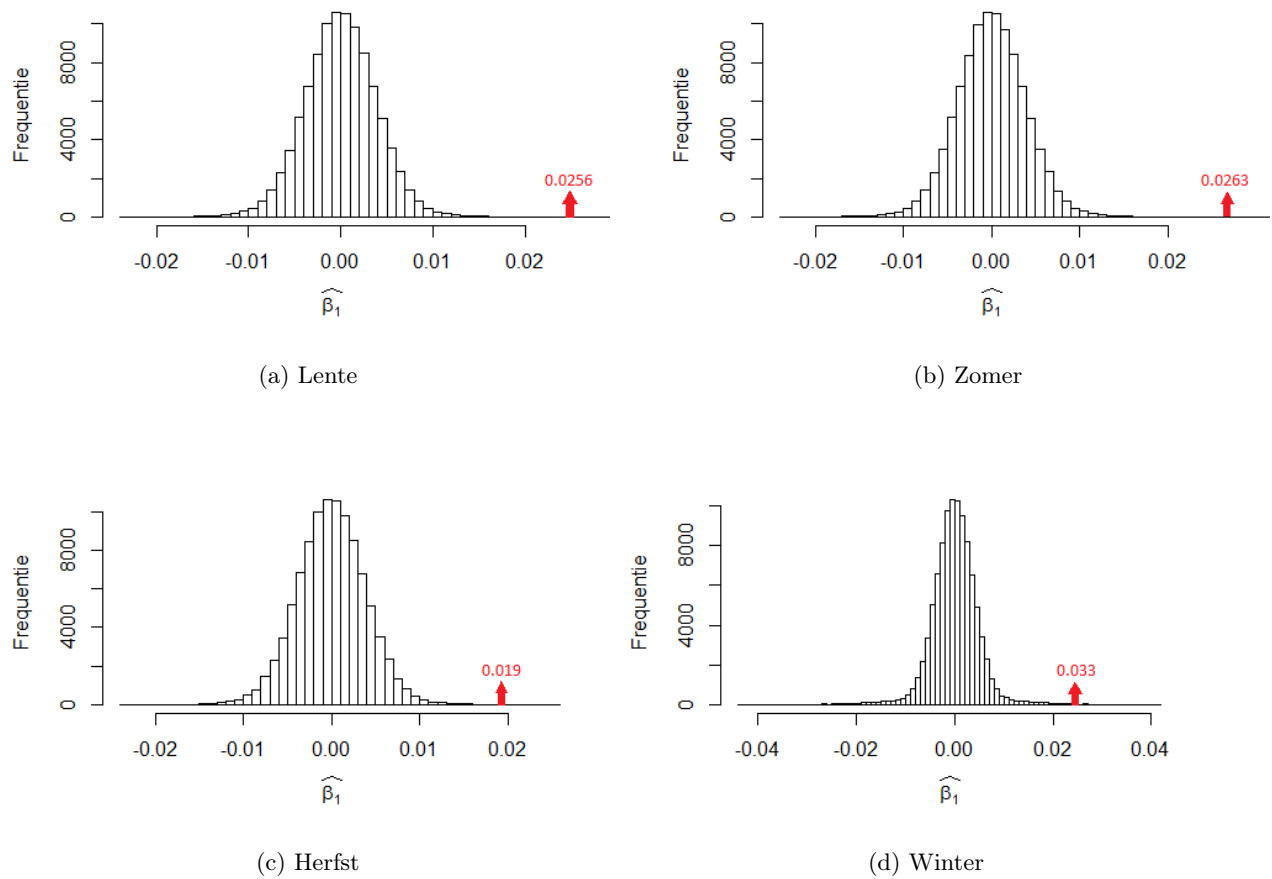 Frequentie
8000
4000
0
0.0256
-0.02 -0.01 0.00 0.01 0.02
β̂1
(a) Lente
Frequentie
8000
4000
0
0.0263
-0.02 -0.01 0.00 0.01 0.02
β̂1
(b) Zomer
Frequentie
8000
4000
0
0.019
-0.02 -0.01 0.00 0.01 0.02
β̂1
(c) Herfst
Frequentie
8000
4000
0
0.033
-0.04 -0.02 0.00 0.02 0.04
β̂1
(d) Winter